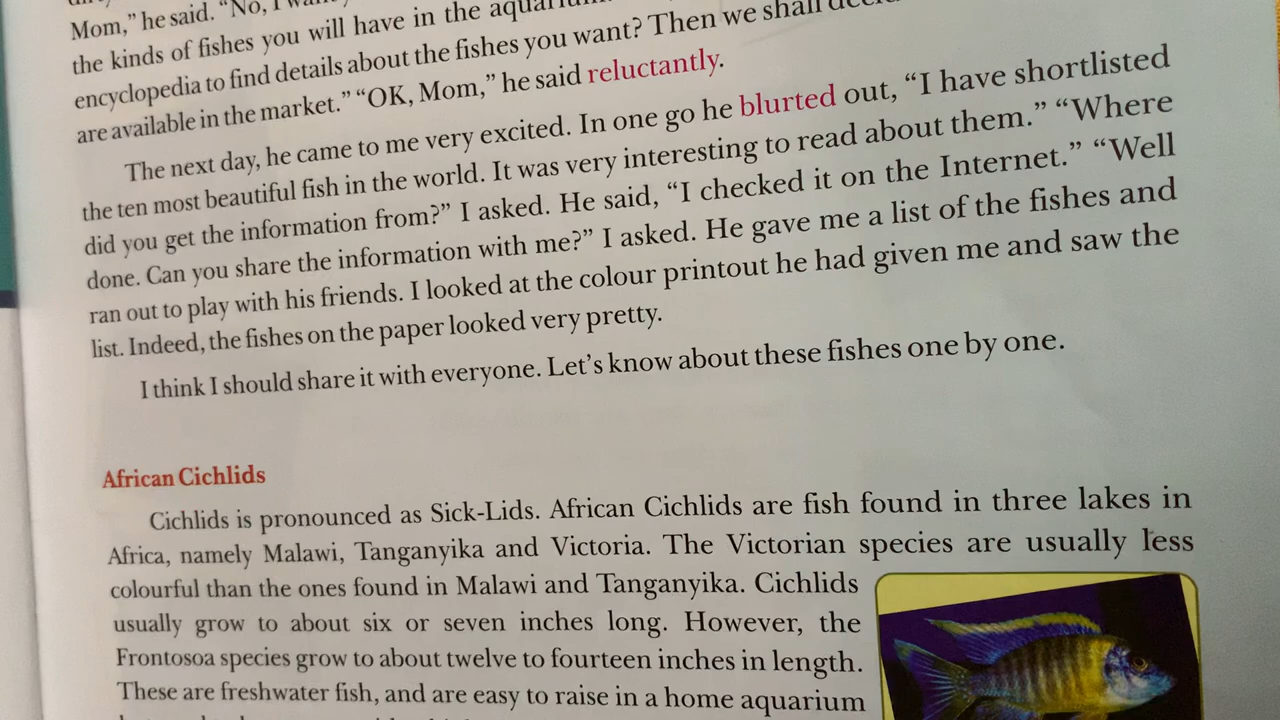 Mom,” he said. “No, I
the kinds of fishes you will have in the
encyclopedia to find details about the fishes you want? Then we shall
are available in the market.” “OK, Mom,” he said reluctantly.
The next day, he came to me very excited. In one go he blurted out, “I have shortlisted
the ten most beautiful fish in the world. It was very interesting to read about them.” “Where
did you get the information from?” I asked. He said, “I checked it on the Internet.” “Well
done. Can you share the information with me?” I asked. He gave me a list of the fishes and
ran out to play with his friends. I looked at the colour printout he had given me and saw the
list. Indeed, the fishes on the paper looked very pretty.
I think I should share it with everyone. Let’s know about these fishes one by one.
African Cichlids
Cichlids is pronounced as Sick-Lids. African Cichlids are fish found in three lakes in
Africa, namely Malawi, Tanganyika and Victoria. The Victorian species are usually less
colourful than the ones found in Malawi and Tanganyika. Cichlids
usually grow to about six or seven inches long. However, the
Frontosoa species grow to about twelve to fourteen inches in length.
These are freshwater fish, and are easy to raise in a home aquarium